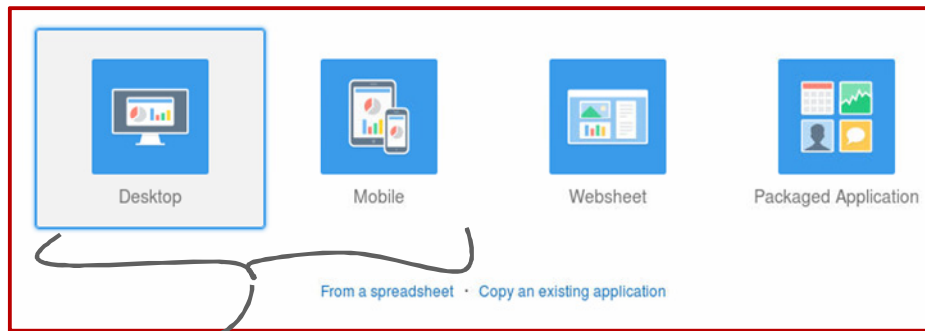 Desktop Mobile Websheet Packaged Application
From a spreadsheet · Copy an existing application